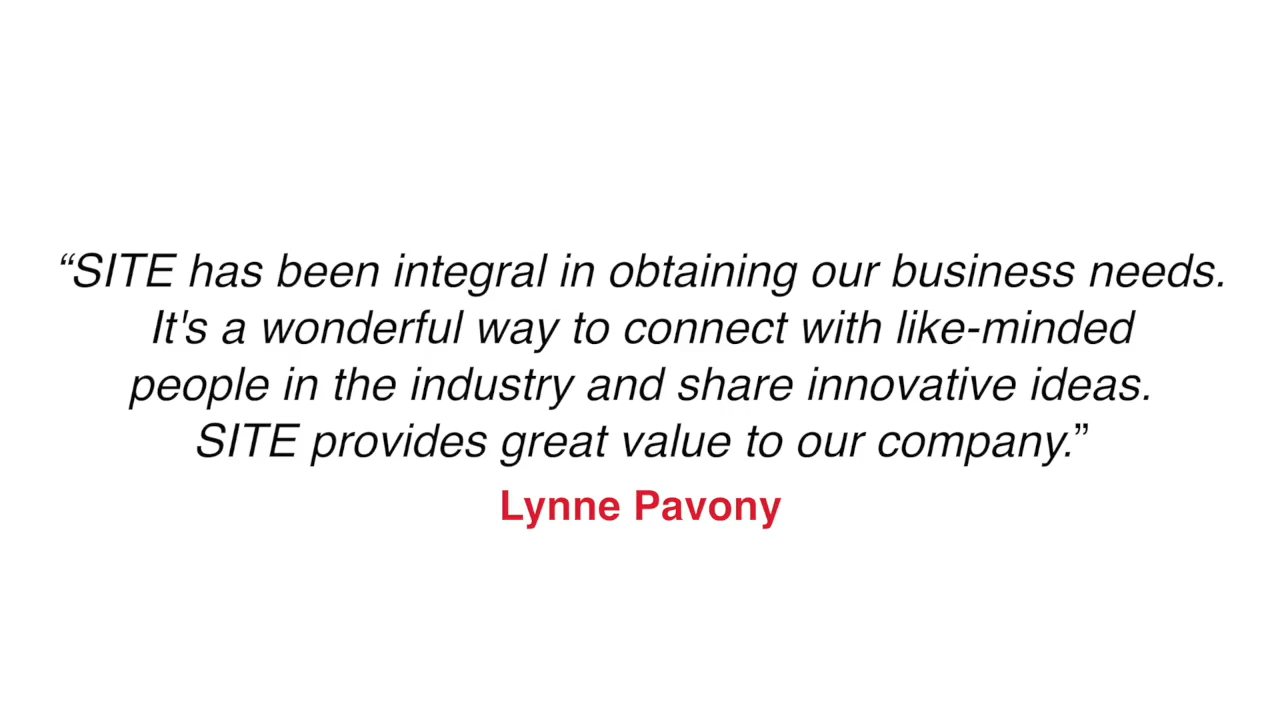 “SITE has been integral in obtaining our business needs.
It's a wonderful way to connect with like-minded
people in the industry and share innovative ideas.
SITE provides great value to our company.”
Lynne Pavony